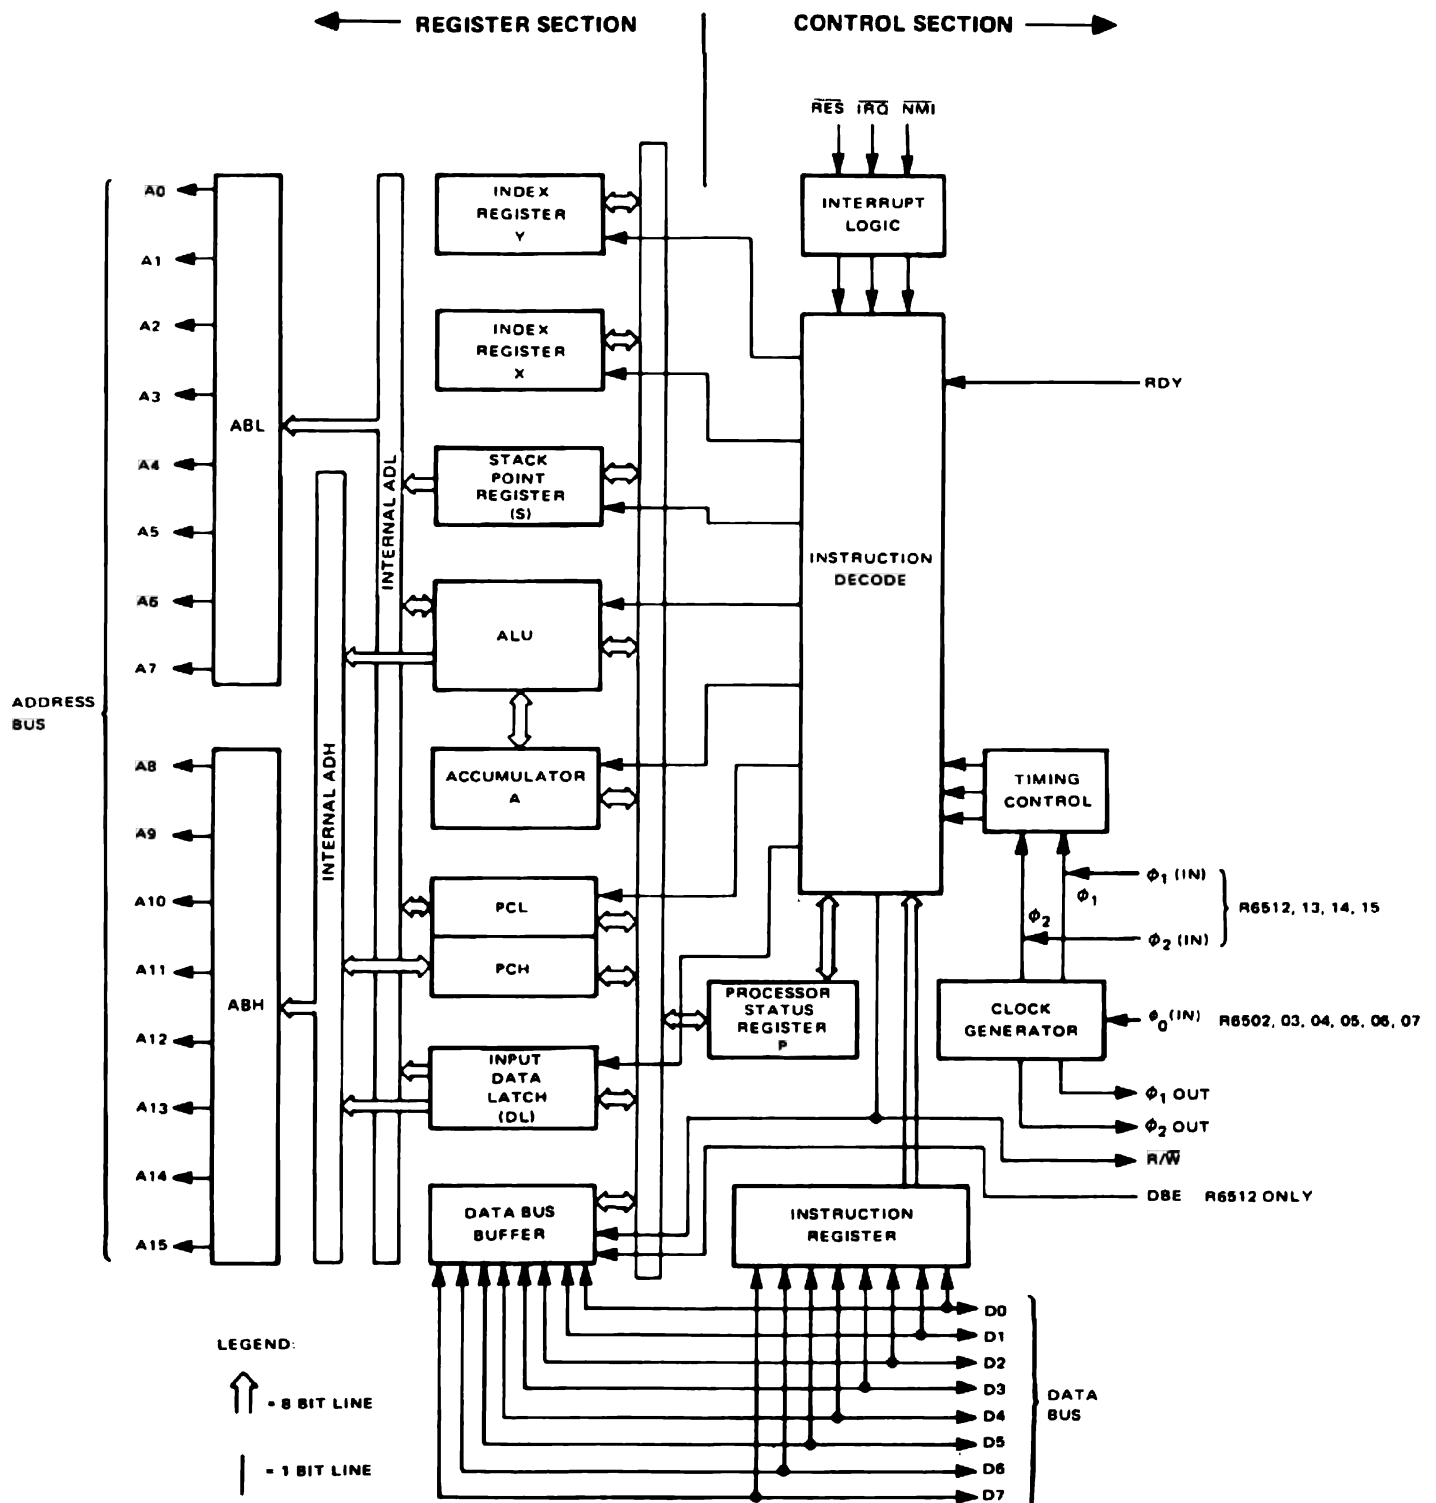 REGISTER SECTION
CONTROL SECTION
RES IRQ NMI
INTERRUPT
LOGIC
RDY
INSTRUCTION
DECODE
TIMING
CONTROL
ϕ1 (IN)
ϕ1
R6512, 13, 14, 15
ϕ2
ϕ2 (IN)
CLOCK
GENERATOR
ϕ0 (IN) R6502, 03, 04, 05, 06, 07
ϕ1 OUT
ϕ2 OUT
R/W
DBE R6512 ONLY
INDEX
REGISTER
Y
INDEX
REGISTER
X
STACK
POINT
REGISTER
(S)
ALU
ACCUMULATOR
A
PCL
PCH
INPUT
DATA
LATCH
(DL)
DATA BUS
BUFFER
PROCESSOR
STATUS
REGISTER
P
INSTRUCTION
REGISTER
INTERNAL ADL
INTERNAL ADH
ABL
ABH
A0
A1
A2
A3
A4
A5
A6
A7
ADDRESS
BUS
A8
A9
A10
A11
A12
A13
A14
A15
D0
D1
D2
D3
D4
D5
D6
D7
DATA
BUS
LEGEND:
= 8 BIT LINE
= 1 BIT LINE